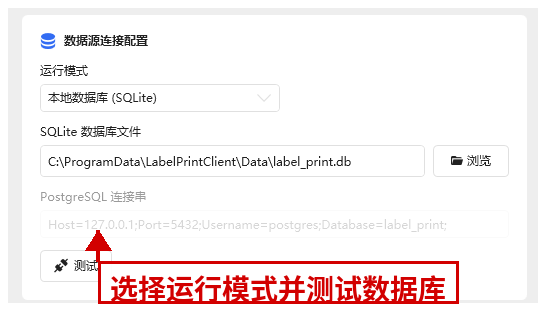 数据源连接配置
运行模式
本地数据库 (SQLite)
SQLite 数据库文件
C:\ProgramData\LabelPrintClient\Data\label_print.db
浏览
PostgreSQL 连接串
Host=127.0.0.1;Port=5432;Username=postgres;Database=label_print;
测试
选择运行模式并测试数据库